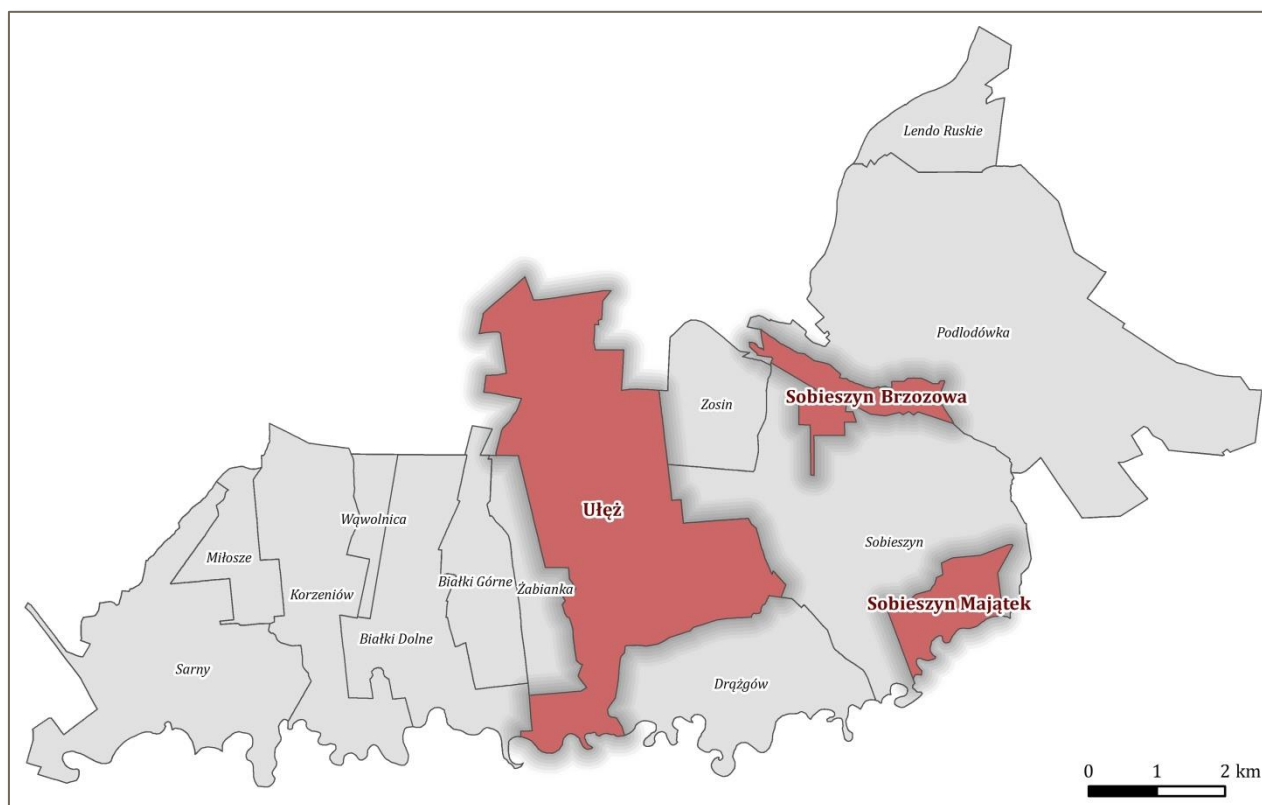 Lendo Ruskie
Podlodówka
Zosin
Sobieszyn Brzozowa
Ułęż
Wąwolnica
Sobieszyn
Miłosze
Białki Górne
Żabianka
Korzeniów
Sobieszyn Majątek
Białki Dolne
Sarny
Drążgów
0 1 2 km